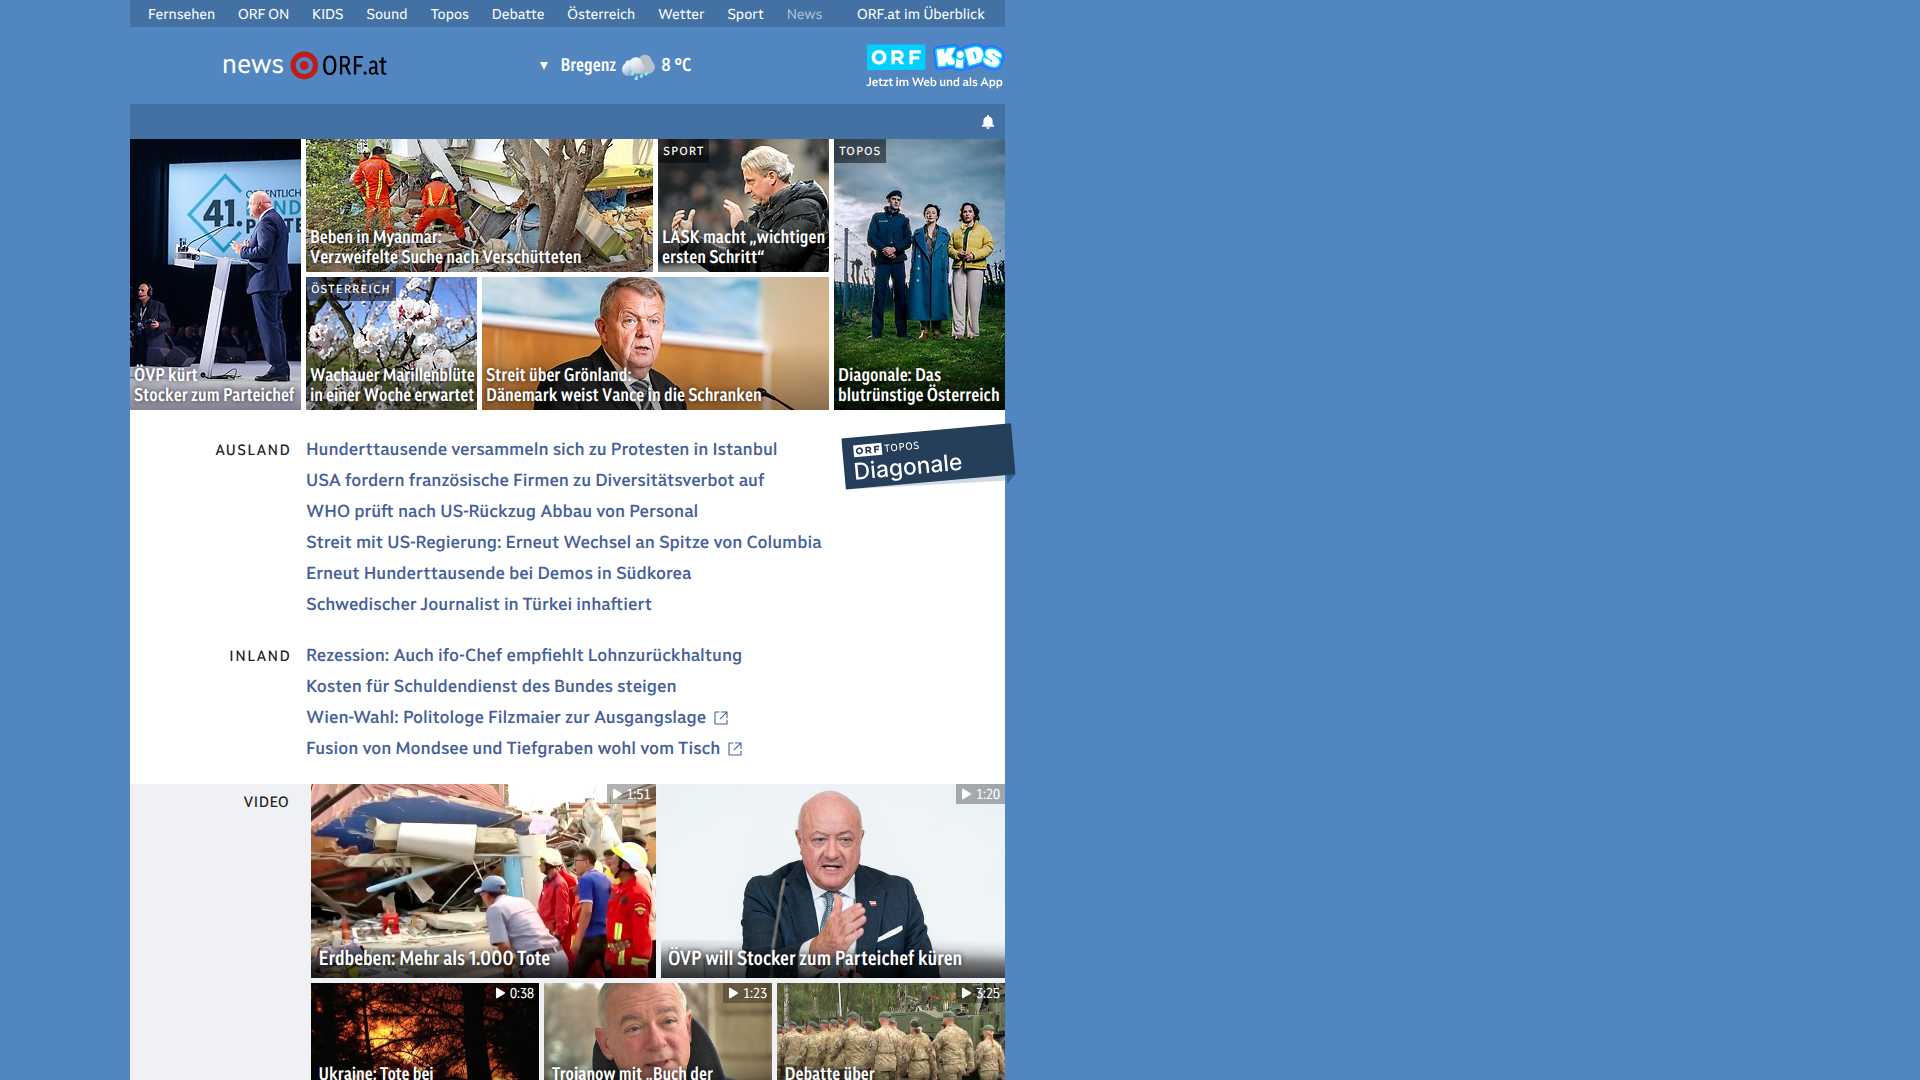 Fernsehen ORF ON KIDS Sound Topos Debatte Österreich Wetter Sport News ORF.at im Überblick
news ORF.at
Bregenz 8 °C
ORF KiDS
Jetzt im Web und als App
41.
ÖVP kürt
Stocker zum Parteichef
Beben in Myanmar:
Verzweifelte Suche nach Verschütteten
SPORT
LASK macht „wichtigen
ersten Schritt“
TOPOS
Diagonale: Das
blutrünstige Österreich
ÖSTERREICH
Wachauer Marillenblüte
in einer Woche erwartet
Streit über Grönland:
Dänemark weist Vance in die Schranken
AUSLAND
Hunderttausende versammeln sich zu Protesten in Istanbul
USA fordern französische Firmen zu Diversitätsverbot auf
WHO prüft nach US-Rückzug Abbau von Personal
Streit mit US-Regierung: Erneut Wechsel an Spitze von Columbia
Erneut Hunderttausende bei Demos in Südkorea
Schwedischer Journalist in Türkei inhaftiert
ORF TOPOS
Diagonale
INLAND
Rezession: Auch ifo-Chef empfiehlt Lohnzurückhaltung
Kosten für Schuldendienst des Bundes steigen
Wien-Wahl: Politologe Filzmaier zur Ausgangslage
Fusion von Mondsee und Tiefgraben wohl vom Tisch
VIDEO
1:51
Erdbeben: Mehr als 1.000 Tote
1:20
ÖVP will Stocker zum Parteichef küren
0:38
Ukraine: Tote bei
1:23
Trojanow mit „Buch der
3:25
Debatte über